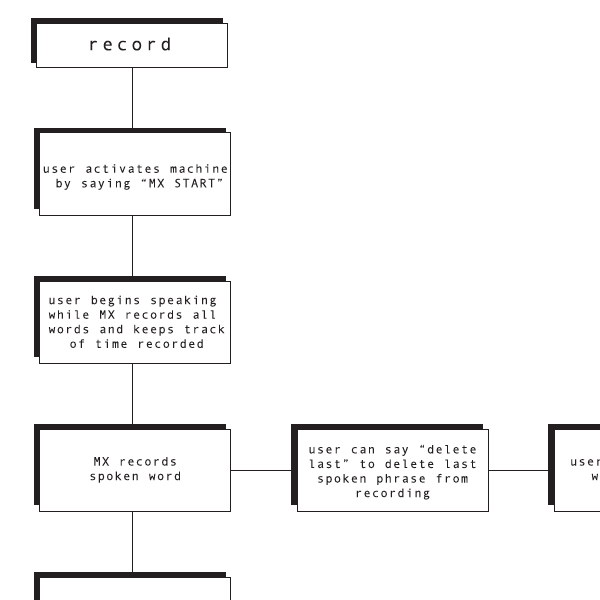 record
user activates machine
by saying “MX START”
user begins speaking
while MX records all
words and keeps track
of time recorded
MX records
spoken word
user can say “delete
last” to delete last
spoken phrase from
recording
user